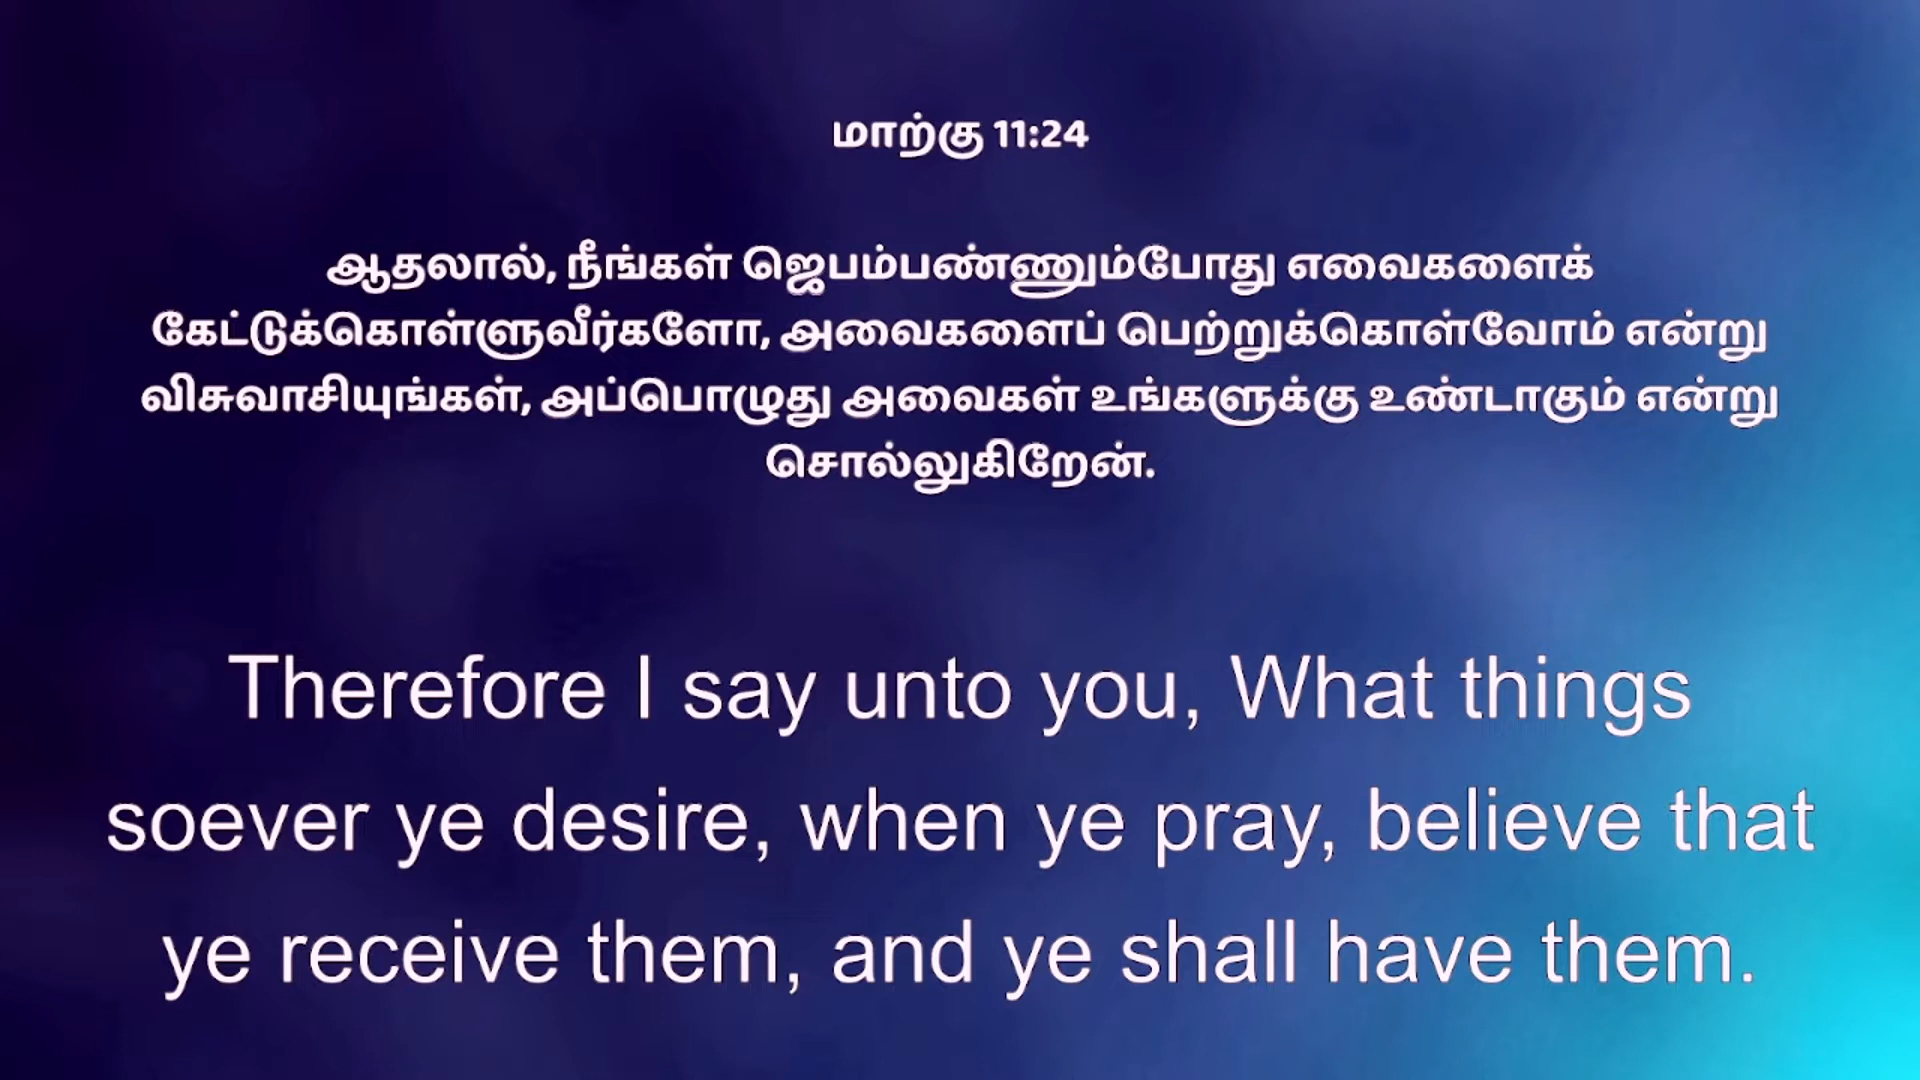 மாற்கு 11:24
ஆதலால், நீங்கள் ஜெபம்பண்ணும்போது எவைகளைக்
கேட்டுக்கொள்ளுவீர்களோ, அவைகளைப் பெற்றுக்கொள்வோம் என்று
விசுவாசியுங்கள், அப்பொழுது அவைகள் உங்களுக்கு உண்டாகும் என்று
சொல்லுகிறேன்.
Therefore I say unto you, What things
soever ye desire, when ye pray, believe that
ye receive them, and ye shall have them.